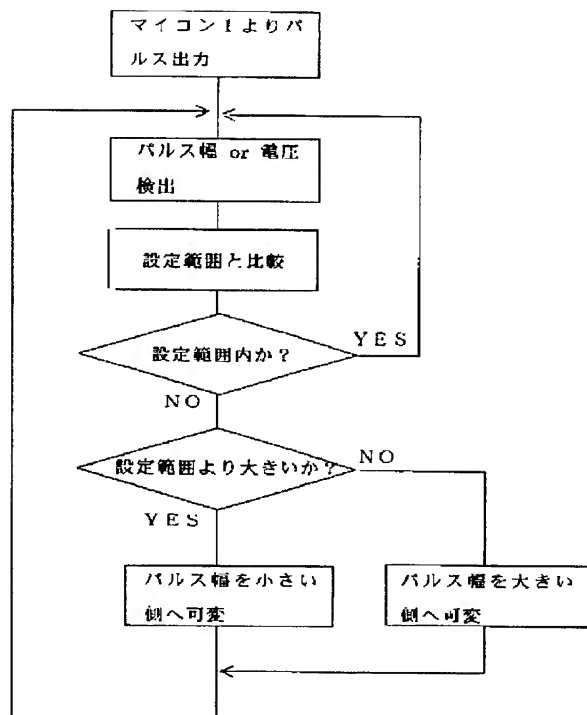 マイコン1よりパ
ルス出力
パルス幅 or 電圧
検出
設定範囲と比較
設定範囲内か?
YES
NO
設定範囲より大きいか?
NO
YES
パルス幅を小さい
側へ可変
パルス幅を大きい
側へ可変